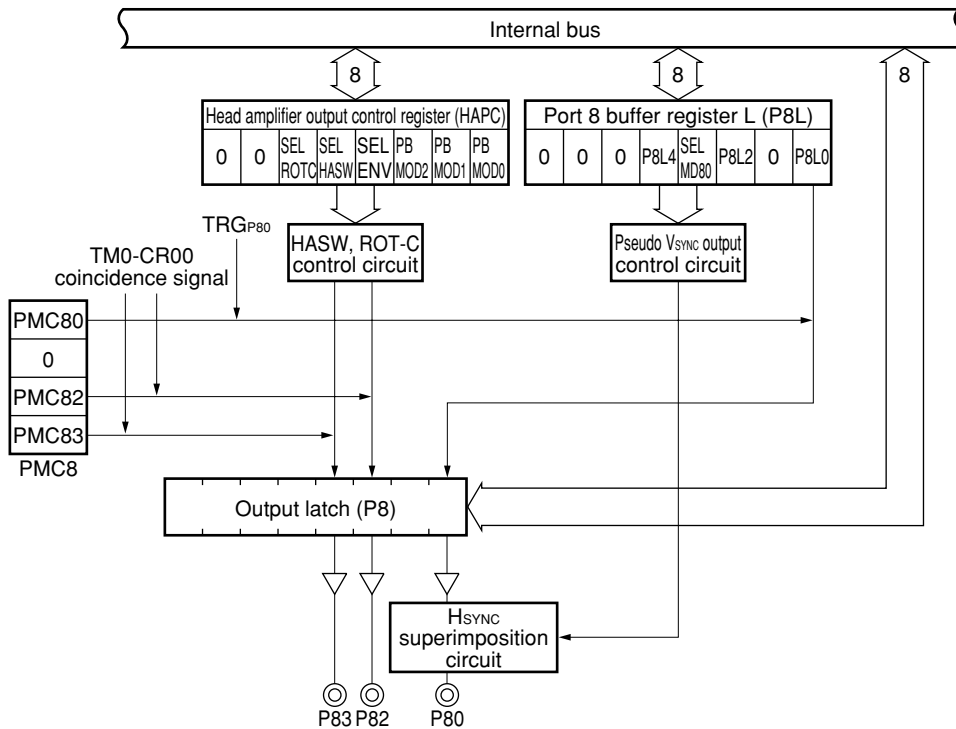 Internal bus
8
8
8
Head amplifier output control register (HAPC)
0 0 SEL ROTC SEL HASW SEL ENV PB MOD2 PB MOD1 PB MOD0
Port 8 buffer register L (P8L)
0 0 0 P8L4 SEL MD80 P8L2 0 P8L0
TRGP80
TM0-CR00
coincidence signal
HASW, ROT-C
control circuit
Pseudo VSYNC output
control circuit
PMC80
0
PMC82
PMC83
PMC8
Output latch (P8)
HSYNC
superimposition
circuit
P83 P82 P80